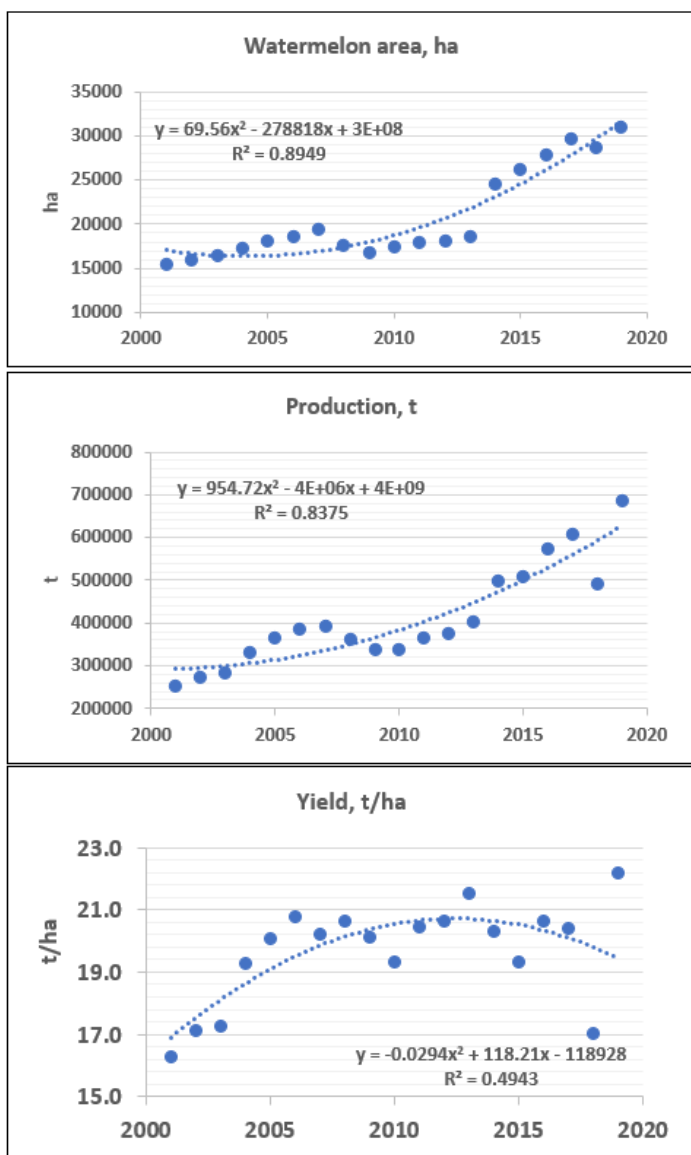 Watermelon area, ha
35000
y = 69.56x² - 278818x + 3E+08
30000
R² = 0.8949
25000
ha
20000
15000
10000
2000 2005 2010 2015 2020
Production, t
800000
y = 954.72x² - 4E+06x + 4E+09
700000
R² = 0.8375
600000
t
500000
400000
300000
200000
2000 2005 2010 2015 2020
Yield, t/ha
23.0
21.0
t/ha
19.0
17.0
y = -0.0294x² + 118.21x - 118928
R² = 0.4943
15.0
2000 2005 2010 2015 2020